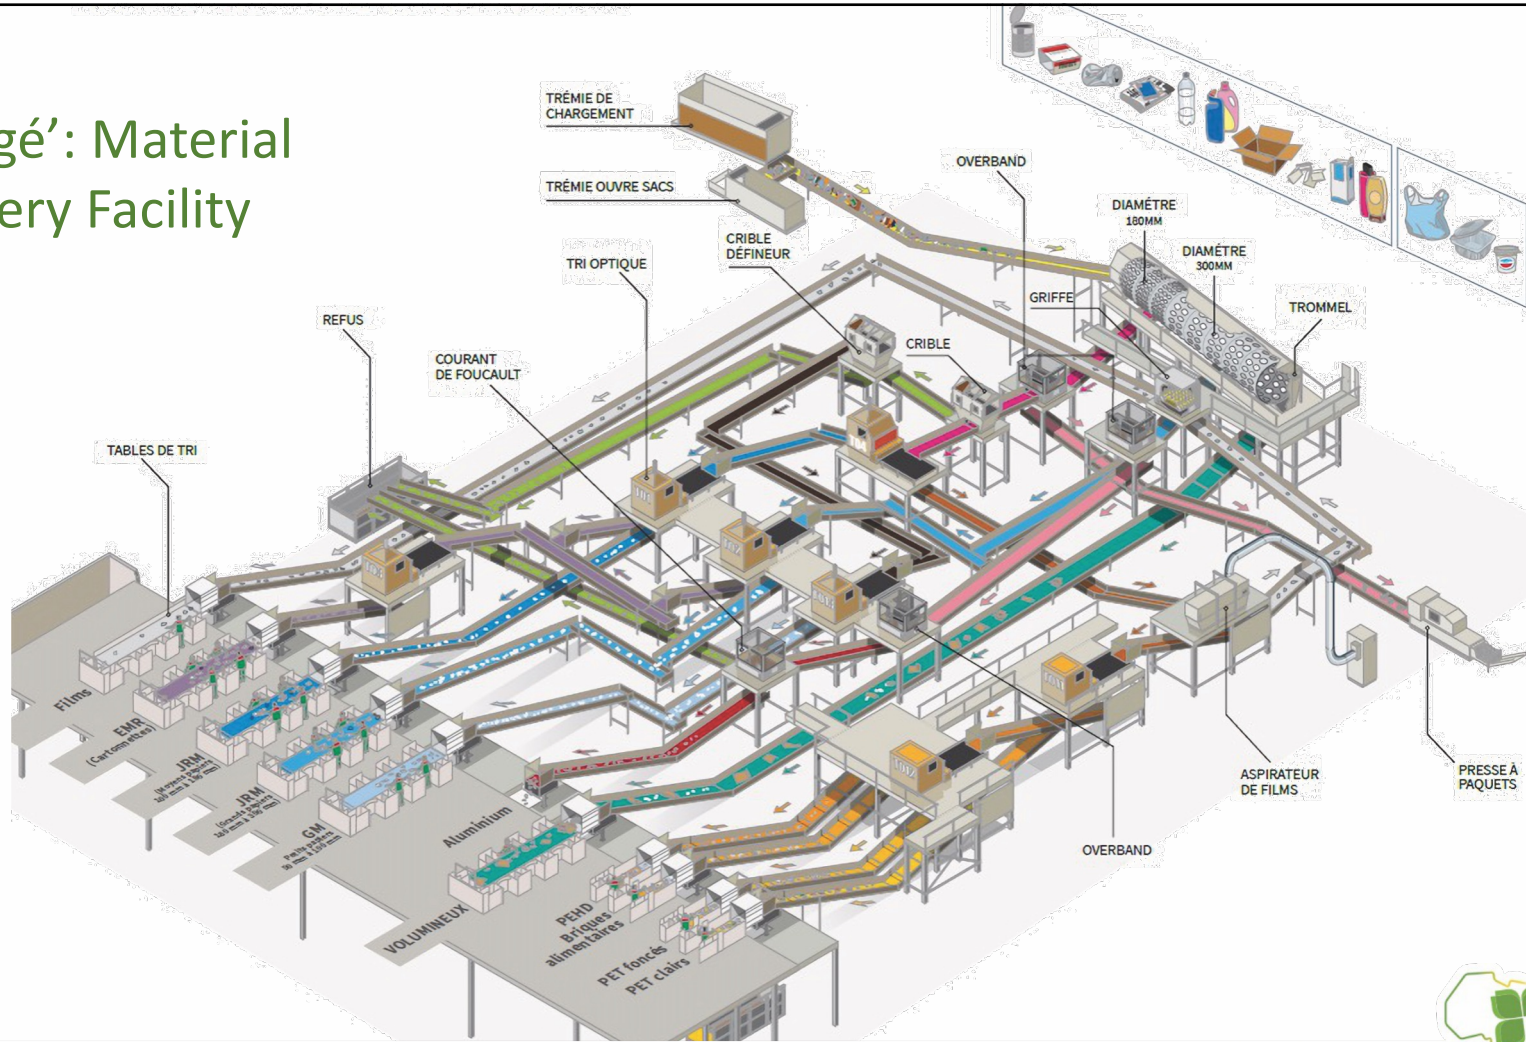 gé’: Material
ery Facility
TRÉMIE DE
CHARGEMENT
TRÉMIE OUVRE SACS
OVERBAND
DIAMÉTRE
180MM
CRIBLE
DÉFINEUR
DIAMÉTRE
300MM
TRI OPTIQUE
GRIFFE
TROMMEL
REFUS
CRIBLE
COURANT
DE FOUCAULT
TABLES DE TRI
ASPIRATEUR
DE FILMS
PRESSE À
PAQUETS
OVERBAND
Films
EMR
(Cartonnettes)
JRM
JRM
GM
Aluminium
VOLUMINEUX
PEHD
Briques
alimentaires
PET foncés
PET clairs